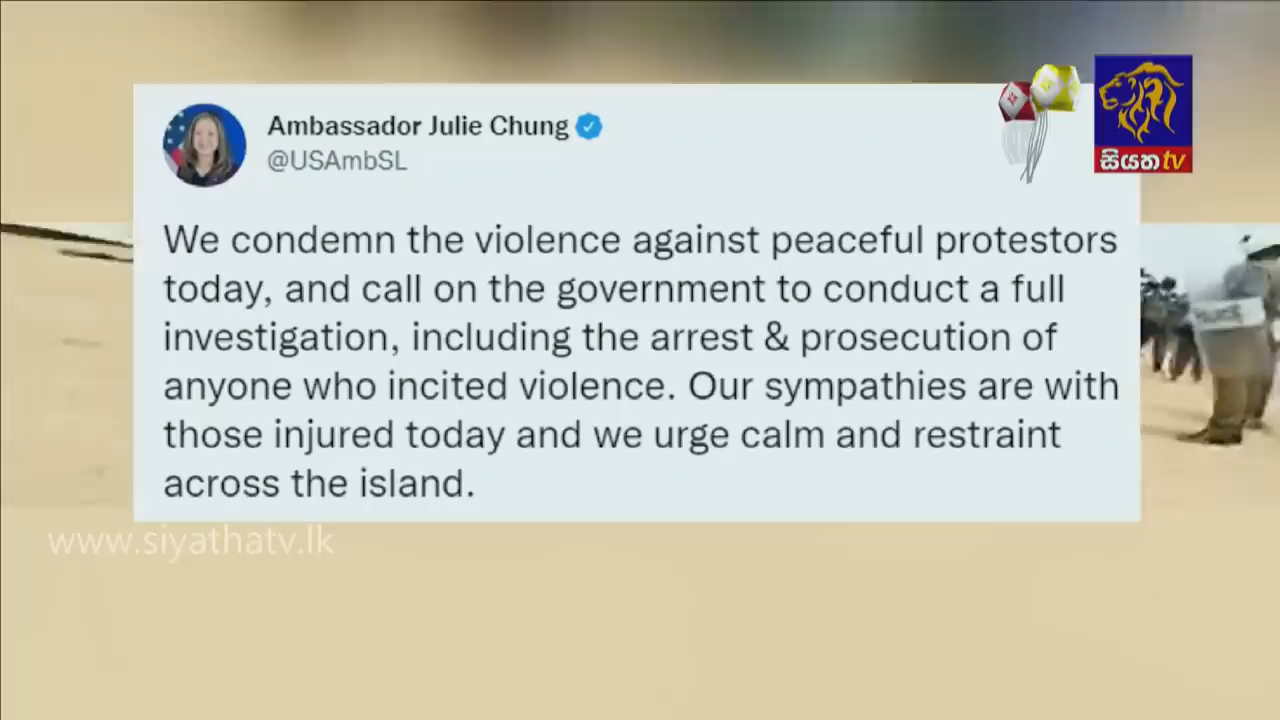 Ambassador Julie Chung
@USAmbSL
සියත tv
We condemn the violence against peaceful protestors
today, and call on the government to conduct a full
investigation, including the arrest & prosecution of
anyone who incited violence. Our sympathies are with
those injured today and we urge calm and restraint
across the island.
www.siyathatv.lk